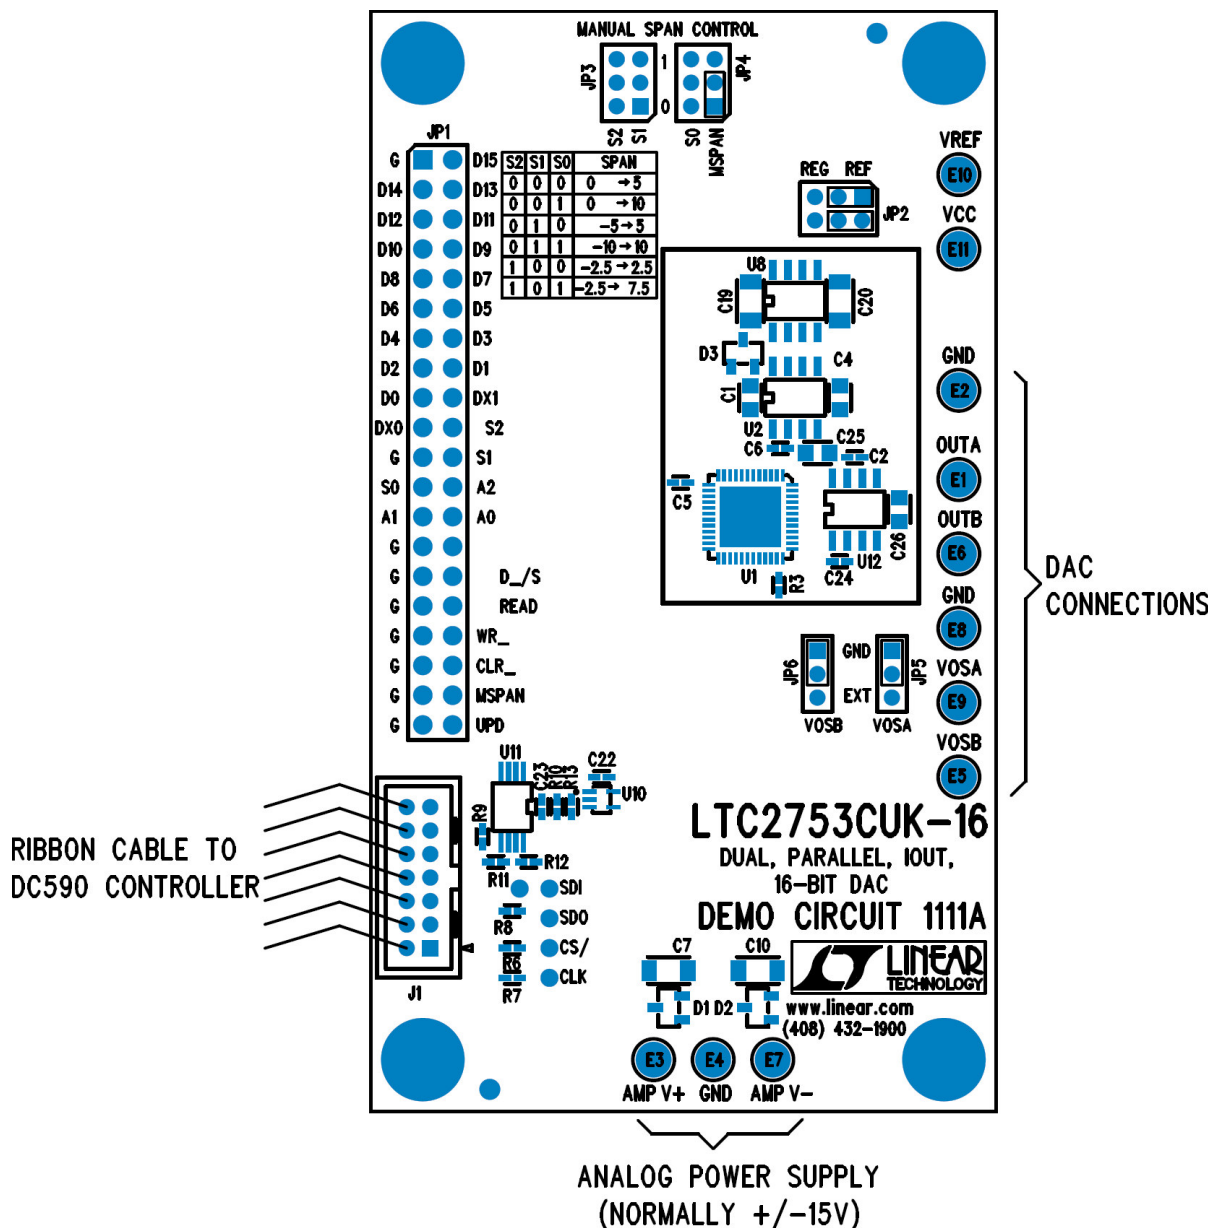 MANUAL SPAN CONTROL
JP3
1
0
JP4
S2
S1
S0
MSPAN
JP1
G D15
D14 D13
D12 D11
D10 D9
D8 D7
D6 D5
D4 D3
D2 D1
D0 DX1
DX0 S2
G S1
S0 A2
A1 A0
G
G D_/S
G READ
G WR_
G CLR_
G MSPAN
G UPD
S2 S1 S0 SPAN
0 0 0 0 →5
0 0 1 0 →10
0 1 0 -5→5
0 1 1 -10→10
1 0 0 -2.5→2.5
1 0 1 -2.5→ 7.5
REG REF
JP2
VREF
E10
VCC
E11
U8
C19
C20
D3
C4
C1
U2
C25
C6
C2
C5
U1
R3
C24
U12
C26
GND
E2
OUTA
E1
OUTB
E6
GND
E8
VOSA
E9
VOSB
E5
DAC
CONNECTIONS
JP6
GND
JP5
EXT
VOSB
VOSA
U11
C23
R10
R13
C22
U10
R9
R11
R12
SDI
R8
SDO
R6
CS/
R7
CLK
RIBBON CABLE TO
DC590 CONTROLLER
J1
LTC2753CUK-16
DUAL, PARALLEL, IOUT,
16-BIT DAC
DEMO CIRCUIT 1111A
C7
C10
D1
D2
LINEAR
TECHNOLOGY
www.linear.com
(408) 432-1900
E3
E4
E7
AMP V+
GND
AMP V-
ANALOG POWER SUPPLY
(NORMALLY +/-15V)